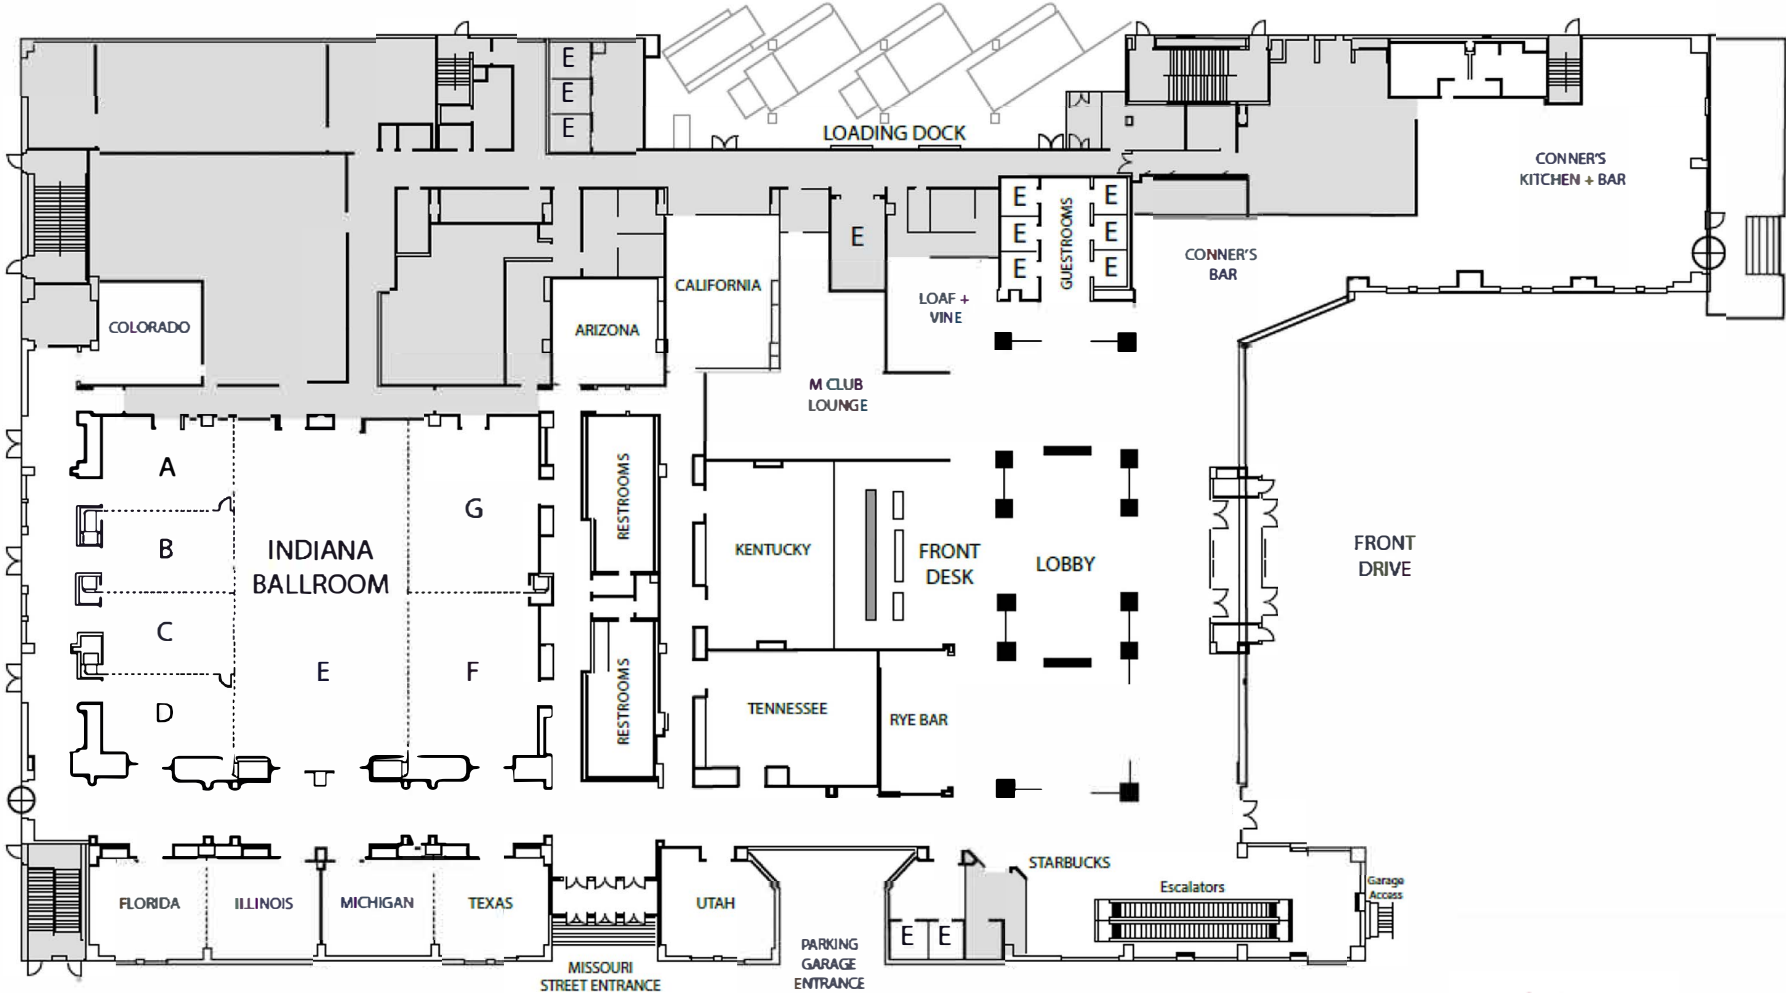 E
E
E
LOADING DOCK
CONNER'S
KITCHEN + BAR
E
E
E
E
E
E
E
GUESTROOMS
CONNER'S
BAR
CALIFORNIA
LOAF +
VINE
COLORADO
ARIZONA
M CLUB
LOUNGE
A
B
C
D
INDIANA
BALLROOM
E
G
F
RESTROOMS
RESTROOMS
KENTUCKY
FRONT
DESK
LOBBY
FRONT
DRIVE
TENNESSEE
RYE BAR
STARBUCKS
FLORIDA
ILLINOIS
MICHIGAN
TEXAS
UTAH
Escalators
Garage
Access
E
E
MISSOURI
STREET ENTRANCE
PARKING
GARAGE
ENTRANCE